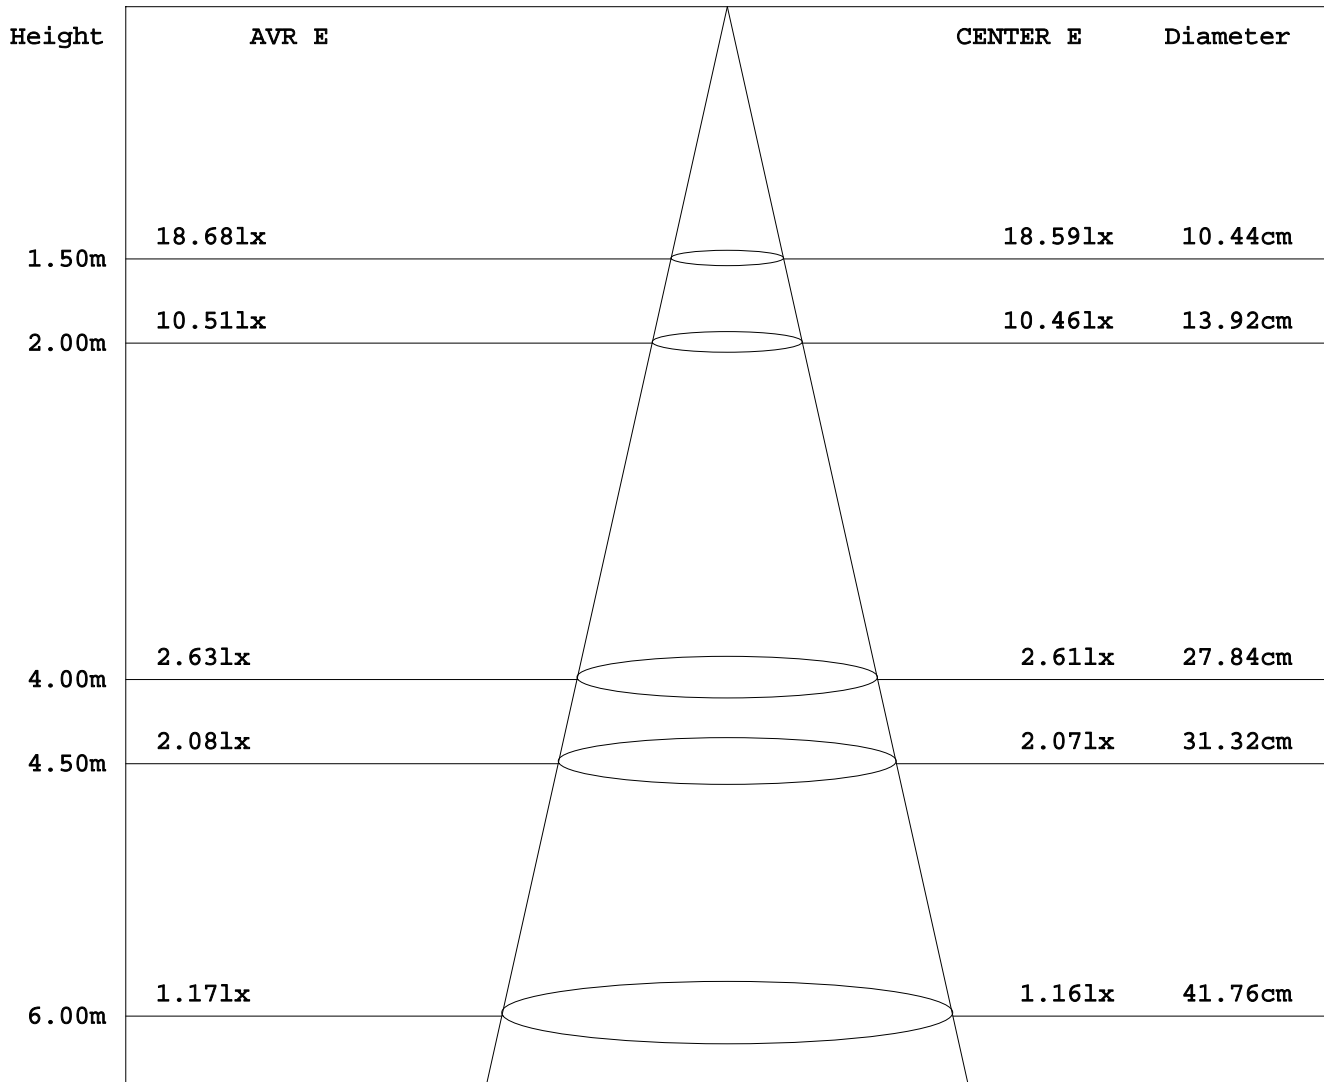 Height AVR E CENTER E Diameter
18.68lx 18.59lx 10.44cm
1.50m
10.51lx 10.46lx 13.92cm
2.00m
2.63lx 2.61lx 27.84cm
4.00m
2.08lx 2.07lx 31.32cm
4.50m
1.17lx 1.16lx 41.76cm
6.00m